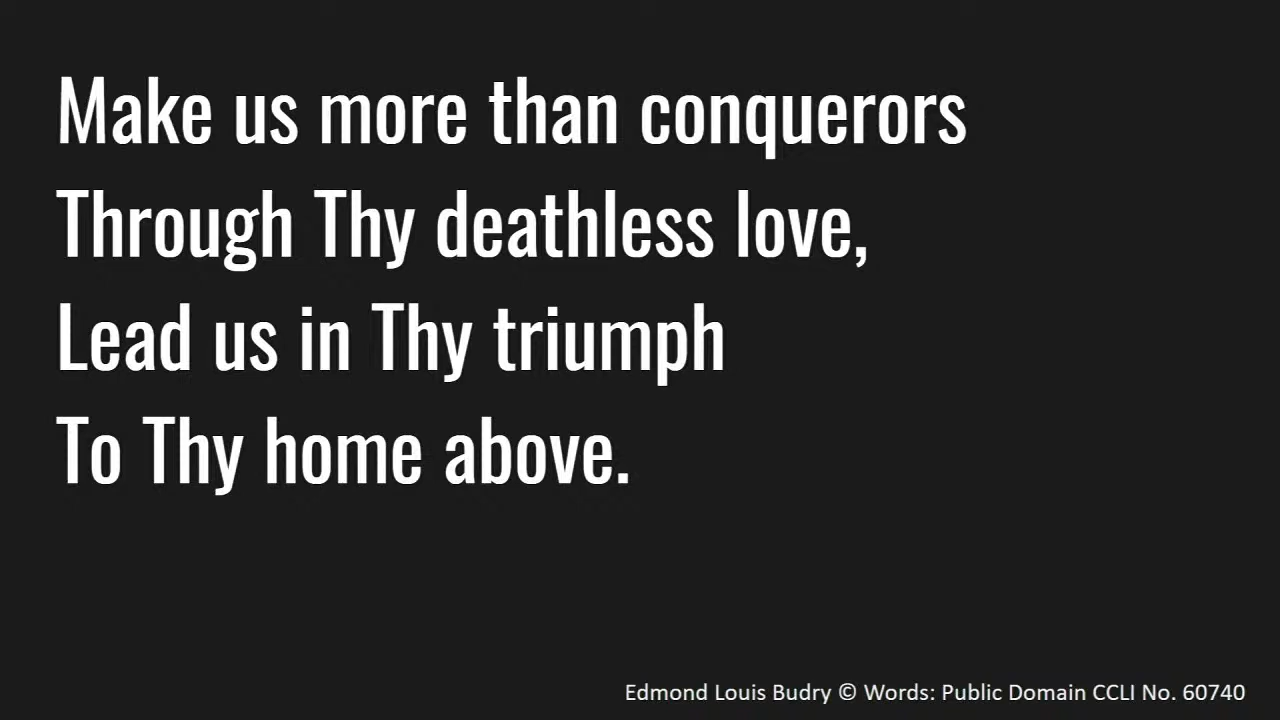 Make us more than conquerors
Through Thy deathless love,
Lead us in Thy triumph
To Thy home above.
Edmond Louis Budry © Words: Public Domain CCLI No. 60740